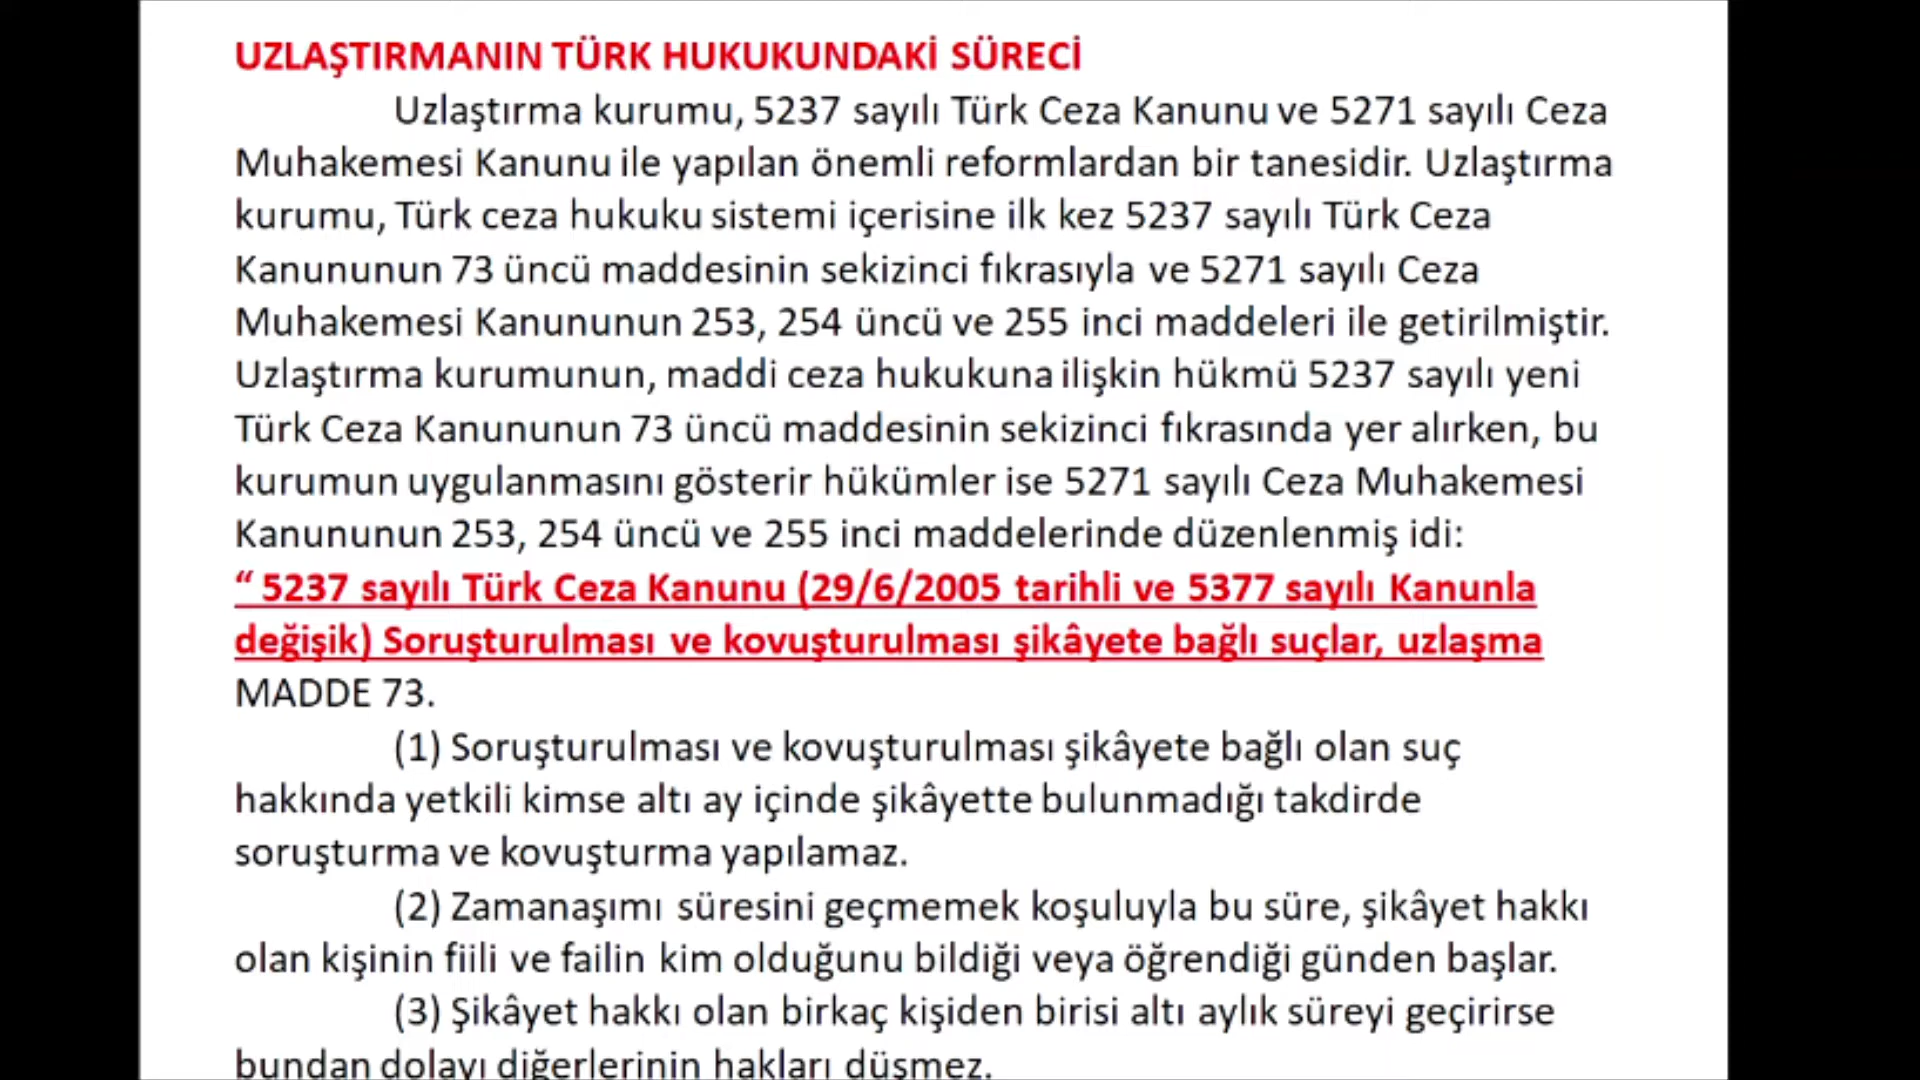 UZLAŞTIRMANIN TÜRK HUKUKUNDAKİ SÜRECİ
Uzlaştırma kurumu, 5237 sayılı Türk Ceza Kanunu ve 5271 sayılı Ceza
Muhakemesi Kanunu ile yapılan önemli reformlardan bir tanesidir. Uzlaştırma
kurumu, Türk ceza hukuku sistemi içerisine ilk kez 5237 sayılı Türk Ceza
Kanununun 73 üncü maddesinin sekizinci fıkrasıyla ve 5271 sayılı Ceza
Muhakemesi Kanununun 253, 254 üncü ve 255 inci maddeleri ile getirilmiştir.
Uzlaştırma kurumunun, maddi ceza hukukuna ilişkin hükmü 5237 sayılı yeni
Türk Ceza Kanununun 73 üncü maddesinin sekizinci fıkrasında yer alırken, bu
kurumun uygulanmasını gösterir hükümler ise 5271 sayılı Ceza Muhakemesi
Kanununun 253, 254 üncü ve 255 inci maddelerinde düzenlenmiş idi:
“ 5237 sayılı Türk Ceza Kanunu (29/6/2005 tarihli ve 5377 sayılı Kanunla
değişik) Soruşturulması ve kovuşturulması şikâyete bağlı suçlar, uzlaşma
MADDE 73.
(1) Soruşturulması ve kovuşturulması şikâyete bağlı olan suç
hakkında yetkili kimse altı ay içinde şikâyette bulunmadığı takdirde
soruşturma ve kovuşturma yapılamaz.
(2) Zamanaşımı süresini geçmemek koşuluyla bu süre, şikâyet hakkı
olan kişinin fiili ve failin kim olduğunu bildiği veya öğrendiği günden başlar.
(3) Şikâyet hakkı olan birkaç kişiden birisi altı aylık süreyi geçirirse
bundan dolayı diğerlerinin hakları düşmez.